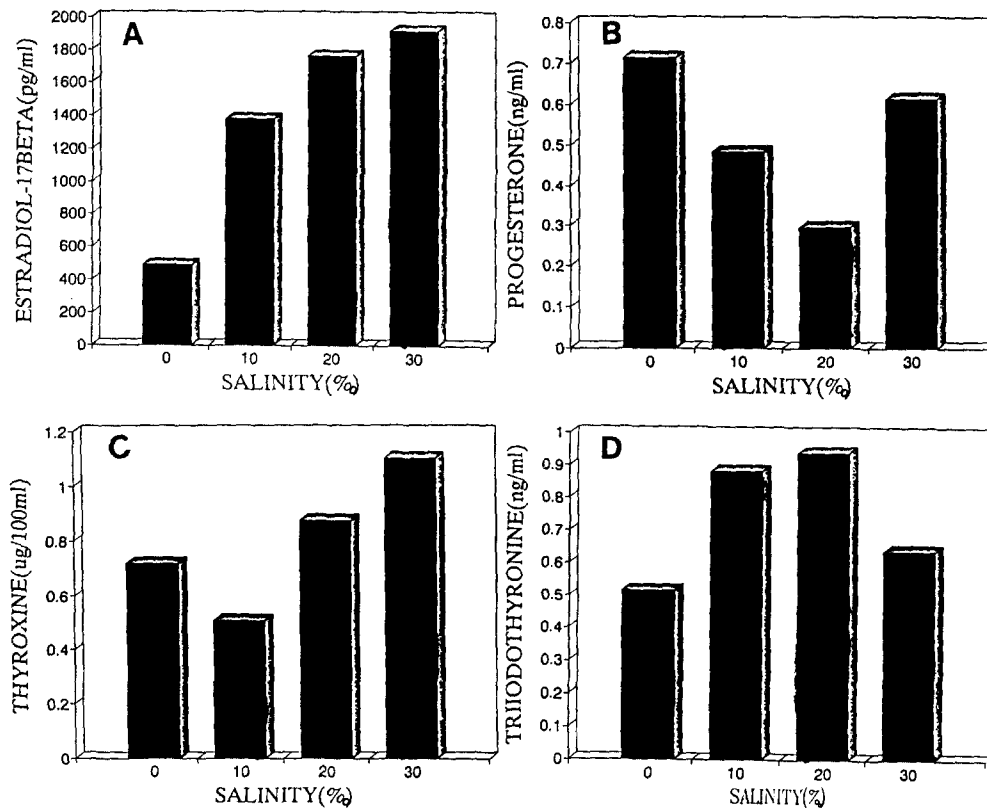 A
ESTRADIOL-17BETA(pg/ml)
2000
1800
1600
1400
1200
1000
800
600
400
200
0
0 10 20 30
SALINITY(‰)
B
PROGESTERONE(ng/ml)
0.8
0.7
0.6
0.5
0.4
0.3
0.2
0.1
0
0 10 20 30
SALINITY(‰)
C
THYROXINE(ug/100ml)
1.2
1
0.8
0.6
0.4
0.2
0
0 10 20 30
SALINITY(‰)
D
TRIIODOTHYRONINE(ng/ml)
1
0.9
0.8
0.7
0.6
0.5
0.4
0.3
0.2
0.1
0
0 10 20 30
SALINITY(‰)